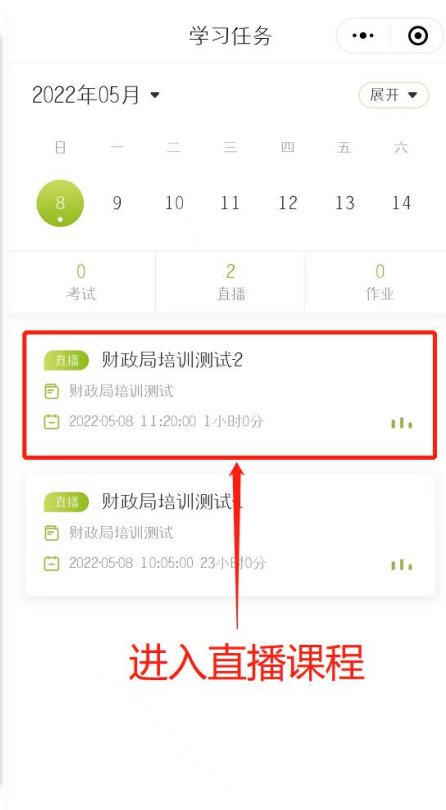 学习任务
2022年05月
展开
日 一 二 三 四 五 六
8 9 10 11 12 13 14
0 2 0
考试 直播 作业
直播 财政局培训测试2
财政局培训测试
2022-05-08 11:20:00 1小时0分
直播 财政局培训测试
财政局培训测试
2022-05-08 10:05:00 23小时0分
进入直播课程